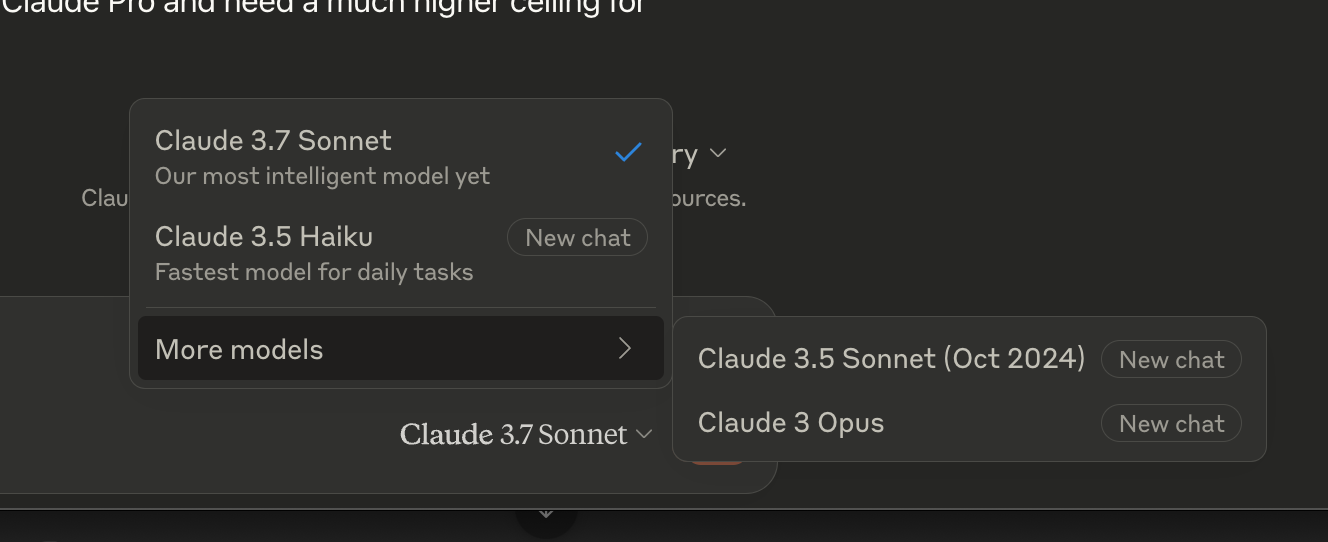 Claude Pro and need a much higher ceiling for
Claude 3.7 Sonnet
Our most intelligent model yet
ry
Clau
ources.
Claude 3.5 Haiku
New chat
Fastest model for daily tasks
More models
Claude 3.5 Sonnet (Oct 2024)
New chat
Claude 3 Opus
New chat
Claude 3.7 Sonnet